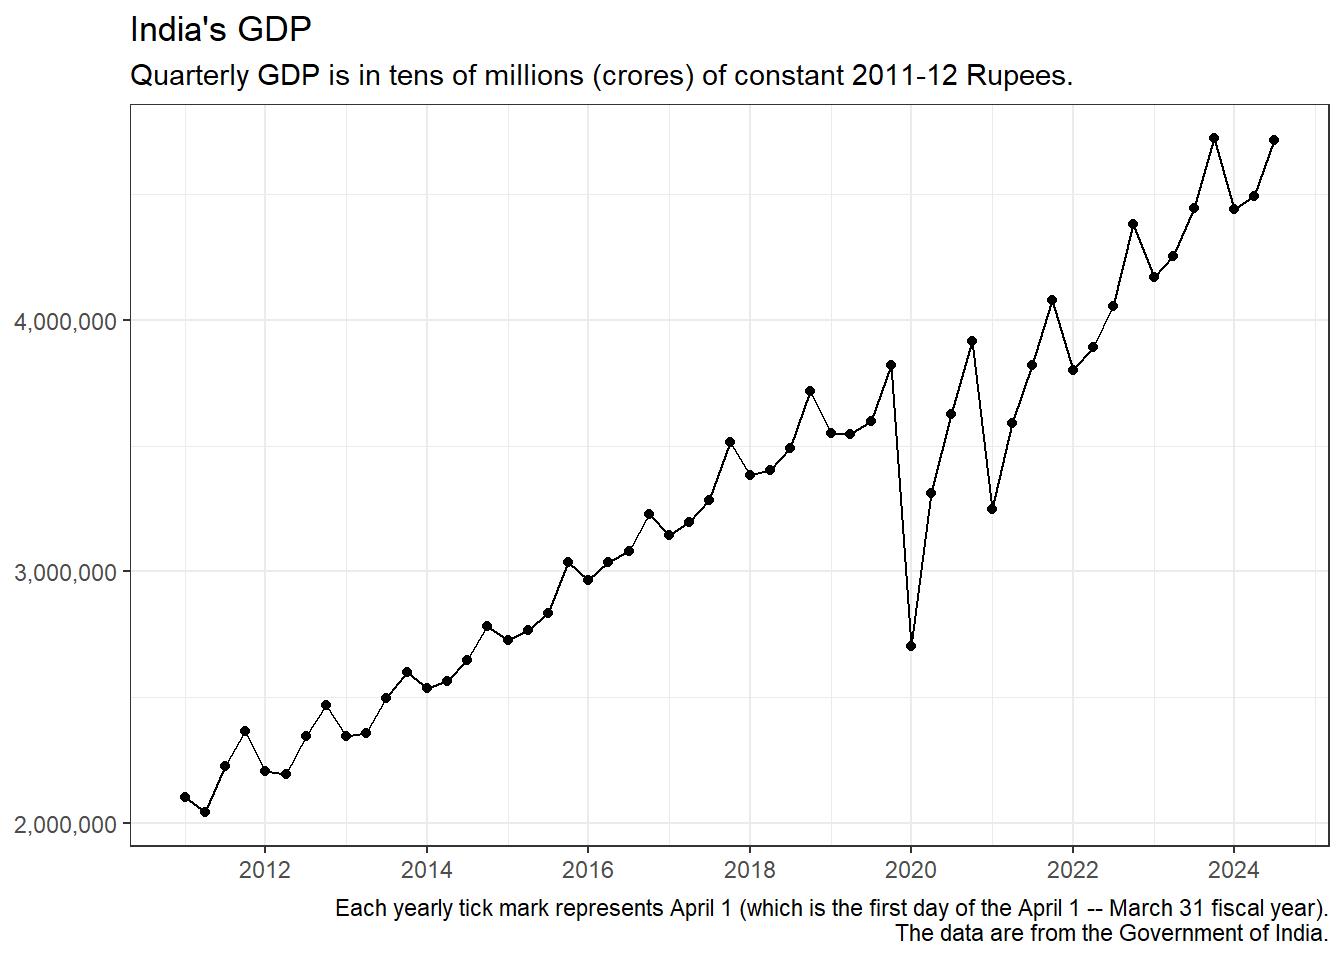 India's GDP
Quarterly GDP is in tens of millions (crores) of constant 2011-12 Rupees.
4,000,000
3,000,000
2,000,000
2012 2014 2016 2018 2020 2022 2024
Each yearly tick mark represents April 1 (which is the first day of the April 1 -- March 31 fiscal year).
The data are from the Government of India.